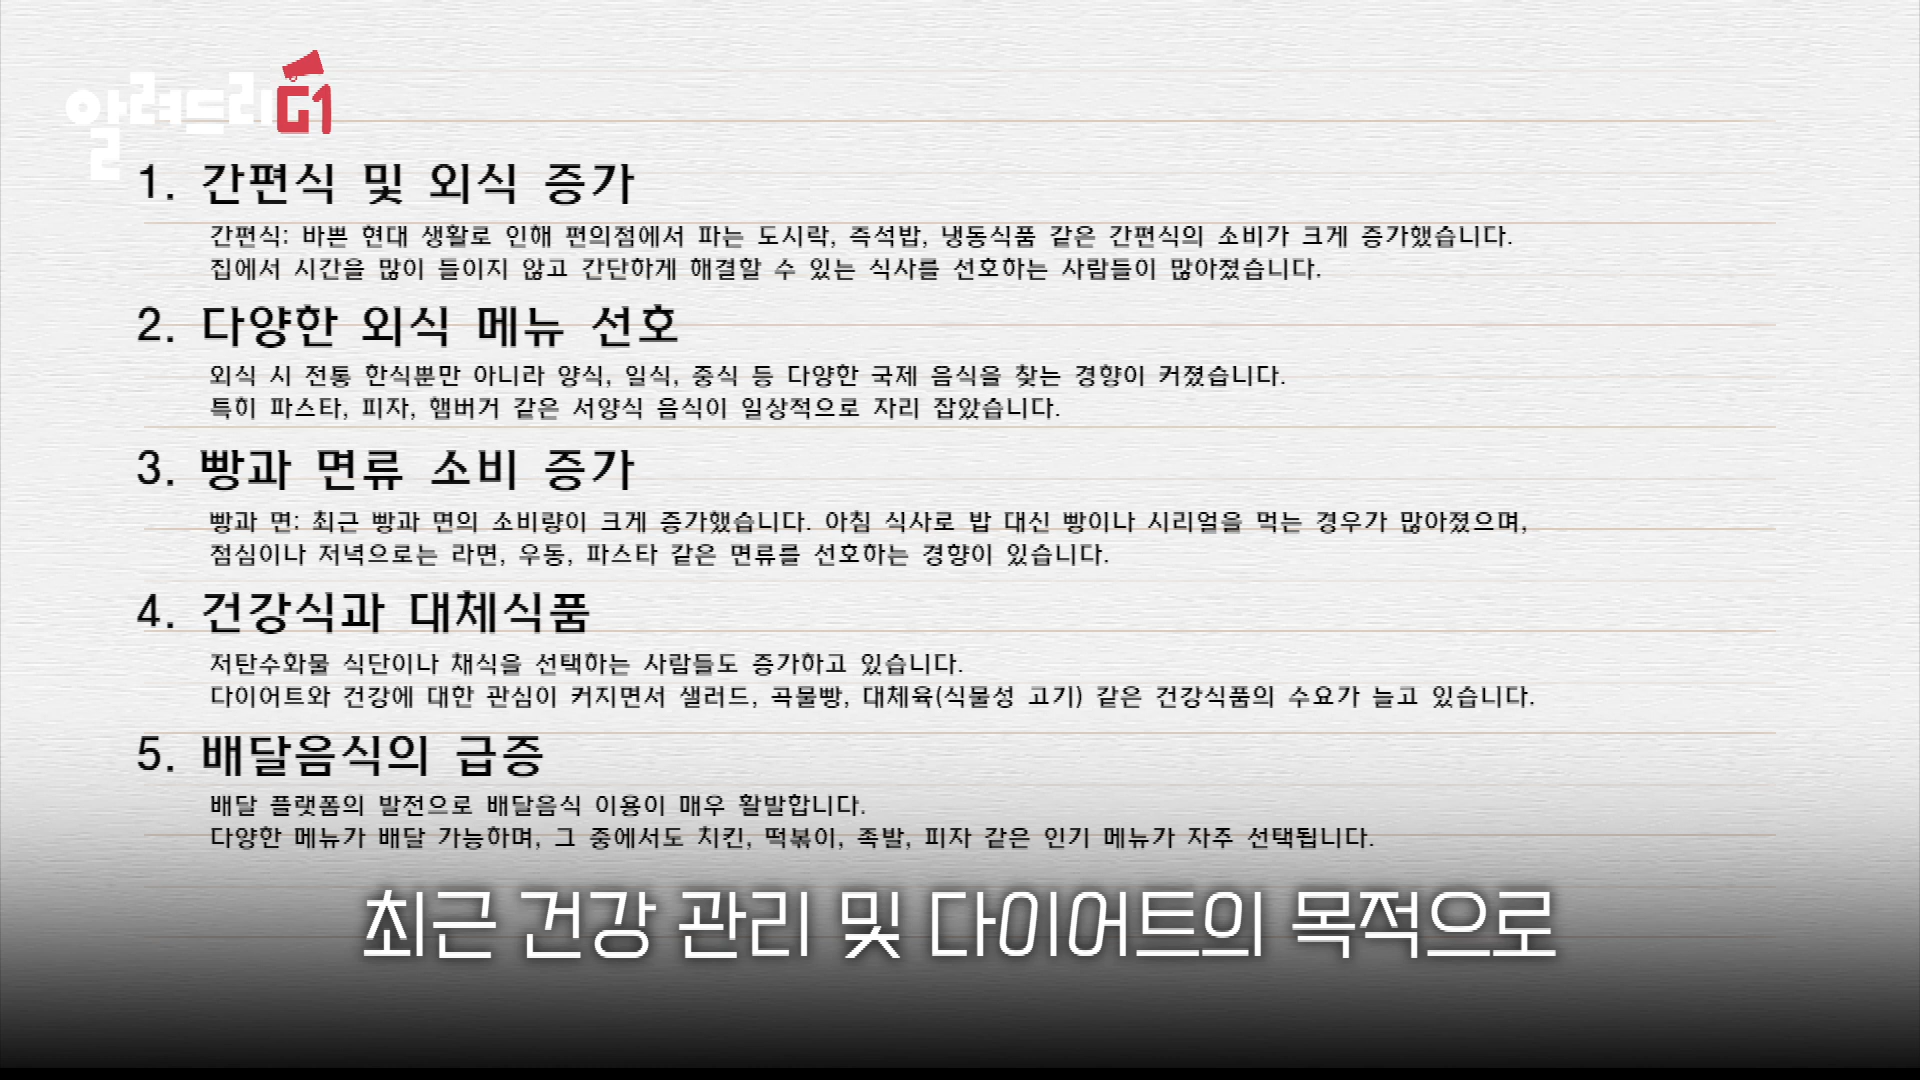 알려드리G1
1. 간편식 및 외식 증가
간편식: 바쁜 현대 생활로 인해 편의점에서 파는 도시락, 즉석밥, 냉동식품 같은 간편식의 소비가 크게 증가했습니다.
집에서 시간을 많이 들이지 않고 간단하게 해결할 수 있는 식사를 선호하는 사람들이 많아졌습니다.
2. 다양한 외식 메뉴 선호
외식 시 전통 한식뿐만 아니라 양식, 일식, 중식 등 다양한 국제 음식을 찾는 경향이 커졌습니다.
특히 파스타, 피자, 햄버거 같은 서양식 음식이 일상적으로 자리 잡았습니다.
3. 빵과 면류 소비 증가
빵과 면: 최근 빵과 면의 소비량이 크게 증가했습니다. 아침 식사로 밥 대신 빵이나 시리얼을 먹는 경우가 많아졌으며,
점심이나 저녁으로는 라면, 우동, 파스타 같은 면류를 선호하는 경향이 있습니다.
4. 건강식과 대체식품
저탄수화물 식단이나 채식을 선택하는 사람들도 증가하고 있습니다.
다이어트와 건강에 대한 관심이 커지면서 샐러드, 곡물빵, 대체육(식물성 고기) 같은 건강식품의 수요가 늘고 있습니다.
5. 배달음식의 급증
배달 플랫폼의 발전으로 배달음식 이용이 매우 활발합니다.
다양한 메뉴가 배달 가능하며, 그 중에서도 치킨, 떡볶이, 족발, 피자 같은 인기 메뉴가 자주 선택됩니다.
최근 건강 관리 및 다이어트의 목적으로